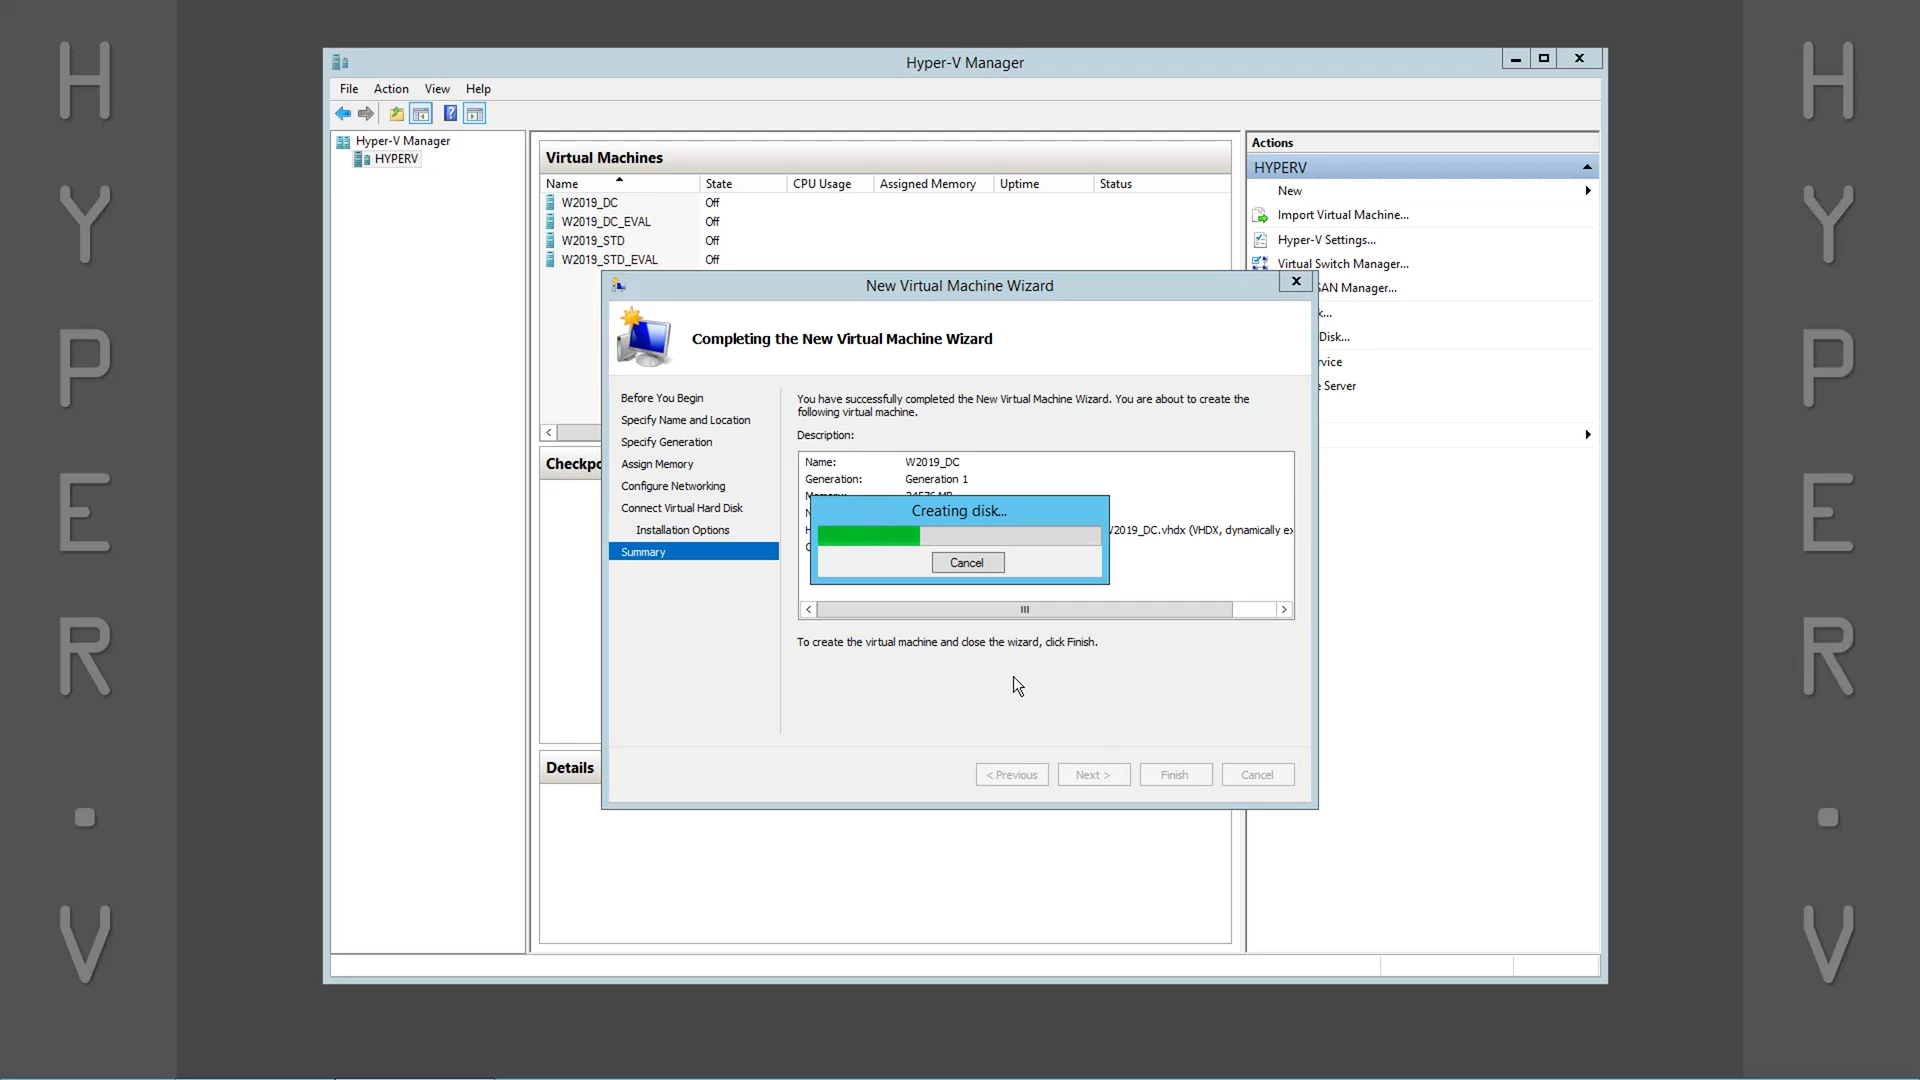 H
Y
P
E
R
·
V
Hyper-V Manager
File Action View Help
Hyper-V Manager
HYPERV
Virtual Machines
Name State CPU Usage Assigned Memory Uptime Status
W2019_DC Off
W2019_DC_EVAL Off
W2019_STD Off
W2019_STD_EVAL Off
Checkpo
Details
Actions
HYPERV
New
Import Virtual Machine...
Hyper-V Settings...
Virtual Switch Manager...
SAN Manager...
k...
Disk...
rvice
e Server
New Virtual Machine Wizard
Completing the New Virtual Machine Wizard
Before You Begin
Specify Name and Location
Specify Generation
Assign Memory
Configure Networking
Connect Virtual Hard Disk
Installation Options
Summary
You have successfully completed the New Virtual Machine Wizard. You are about to create the
following virtual machine.
Description:
Name: W2019_DC
Generation: Generation 1
2019_DC.vhdx (VHDX, dynamically ex
Creating disk...
Cancel
To create the virtual machine and close the wizard, click Finish.
< Previous Next > Finish Cancel
H
Y
P
E
R
·
V